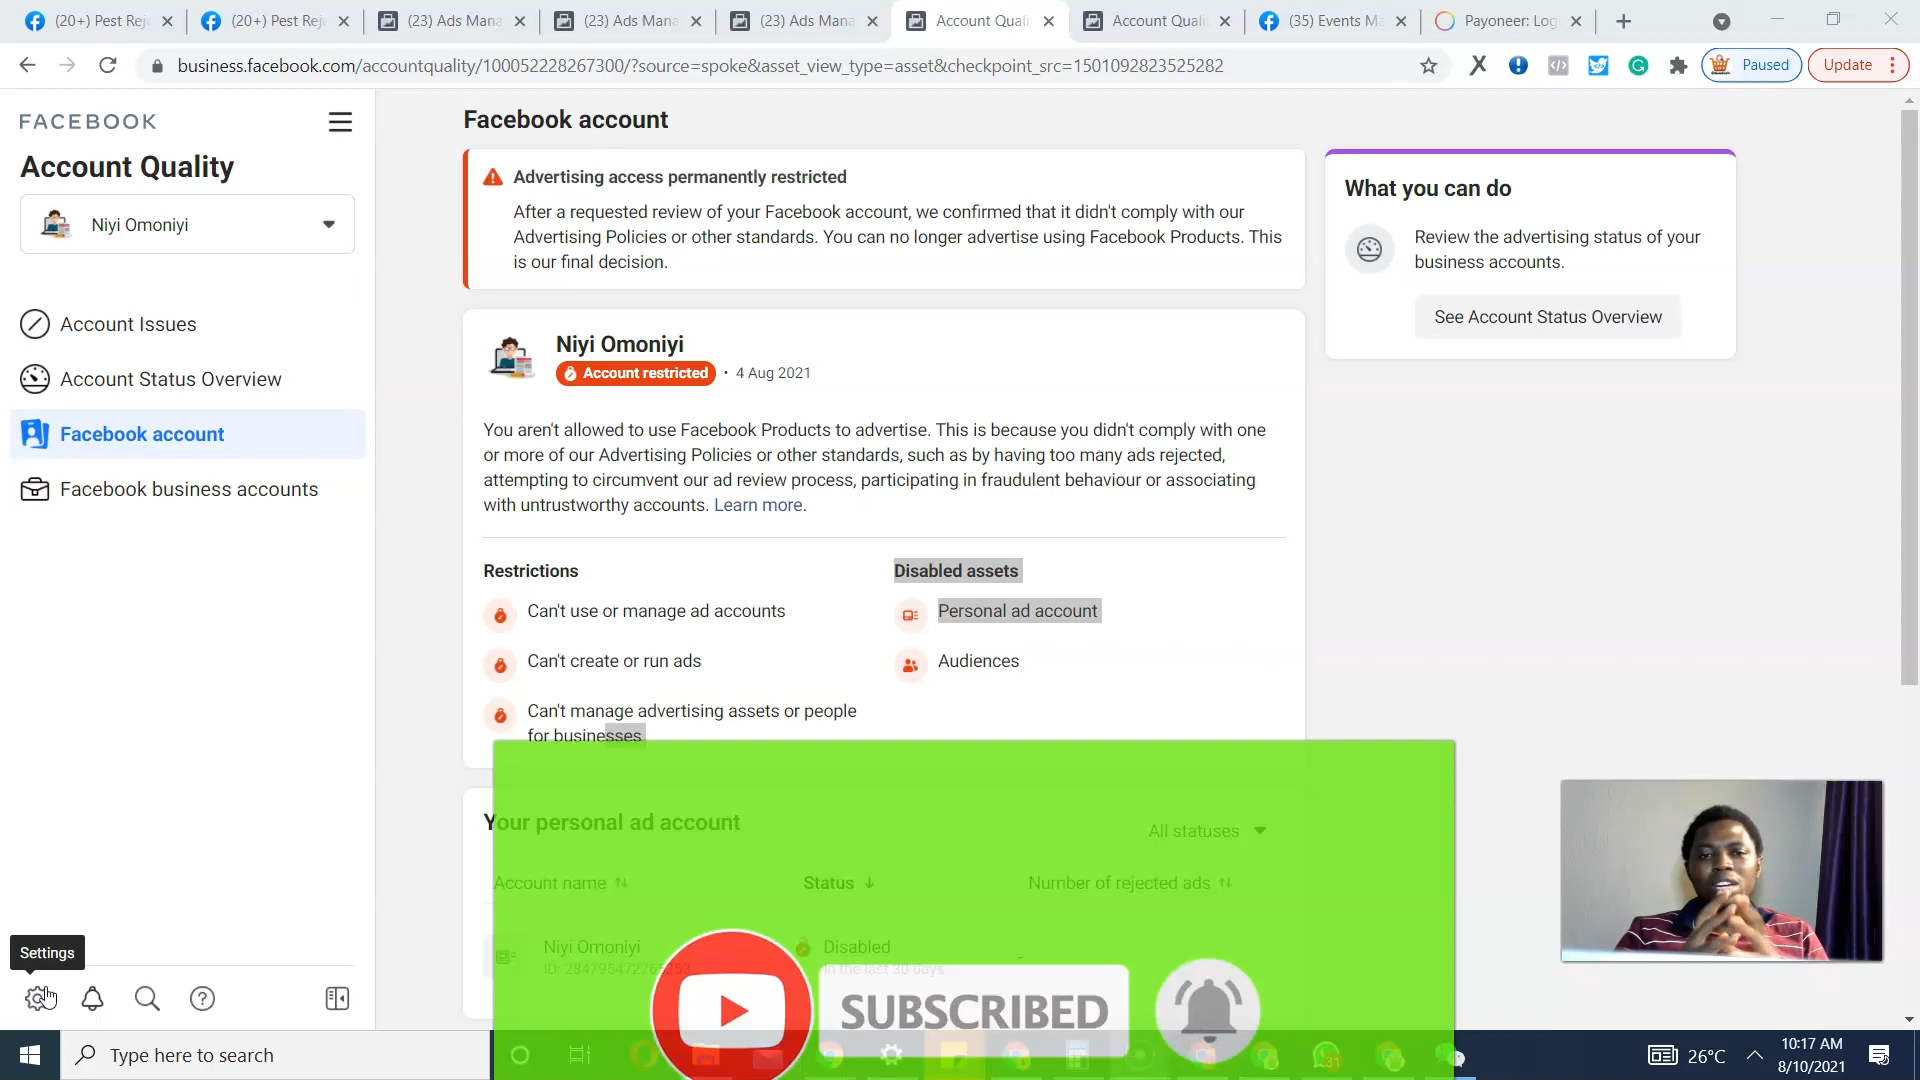 (20+) Pest Reje
(20+) Pest Reje
(23) Ads Mana
(23) Ads Mana
(23) Ads Mana
Account Quali
Account Quali
(35) Events Ma
Payoneer: Log
business.facebook.com/accountquality/100052228267300/?source=spoke&asset_view_type=asset&checkpoint_src=1501092823525282
Paused
Update
FACEBOOK
Account Quality
Niyi Omoniyi
Account Issues
Account Status Overview
Facebook account
Facebook business accounts
Settings
Facebook account
Advertising access permanently restricted
After a requested review of your Facebook account, we confirmed that it didn't comply with our
Advertising Policies or other standards. You can no longer advertise using Facebook Products. This
is our final decision.
What you can do
Review the advertising status of your
business accounts.
See Account Status Overview
Niyi Omoniyi
Account restricted · 4 Aug 2021
You aren't allowed to use Facebook Products to advertise. This is because you didn't comply with one
or more of our Advertising Policies or other standards, such as by having too many ads rejected,
attempting to circumvent our ad review process, participating in fraudulent behaviour or associating
with untrustworthy accounts. Learn more.
Restrictions
Can't use or manage ad accounts
Can't create or run ads
Can't manage advertising assets or people
for businesses
Disabled assets
Personal ad account
Audiences
Your personal ad account
All statuses
Account name
Status
Number of rejected ads
Niyi Omoniyi
Disabled
in the last 30 days
SUBSCRIBED
Type here to search
26°C
10:17 AM
8/10/2021